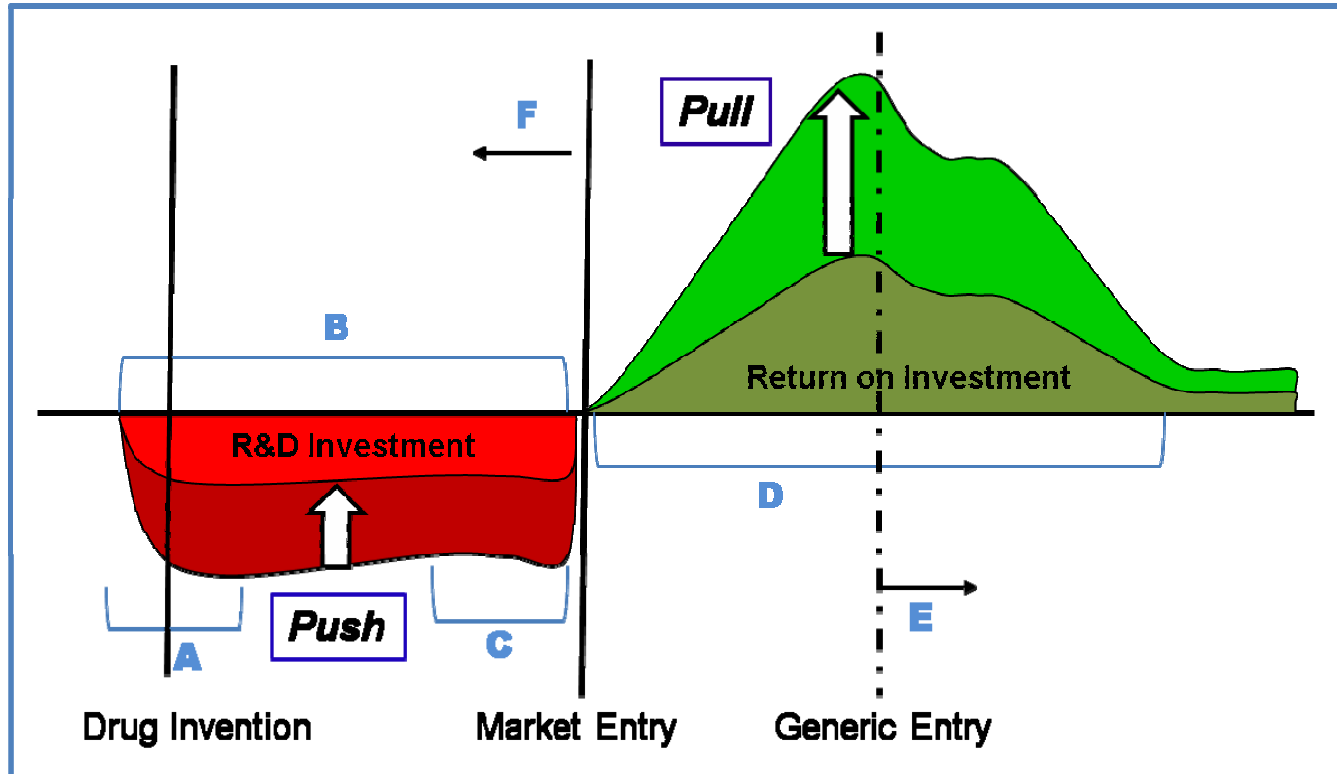 Pull
F
B
Return on Investment
R&D Investment
D
E
Push
C
A
Drug Invention
Market Entry
Generic Entry